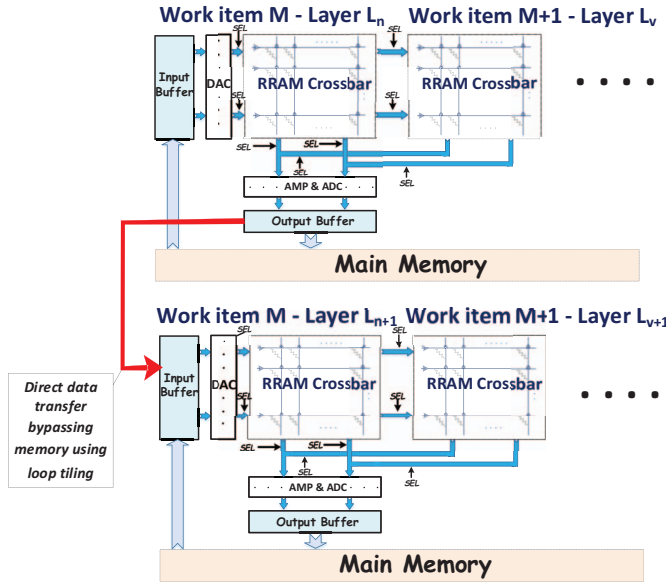 Work item M - Layer Ln Work item M+1 - Layer Lv
SEL SEL
Input Buffer DAC RRAM Crossbar RRAM Crossbar
SEL SEL
SEL SEL
SEL SEL
AMP & ADC
Output Buffer
Main Memory
Work item M - Layer Ln+1 Work item M+1 - Layer Lv+1
SEL SEL
Input Buffer DAC RRAM Crossbar RRAM Crossbar
SEL SEL
SEL SEL
SEL SEL
AMP & ADC
Output Buffer
Main Memory
Direct data
transfer
bypassing
memory using
loop tiling